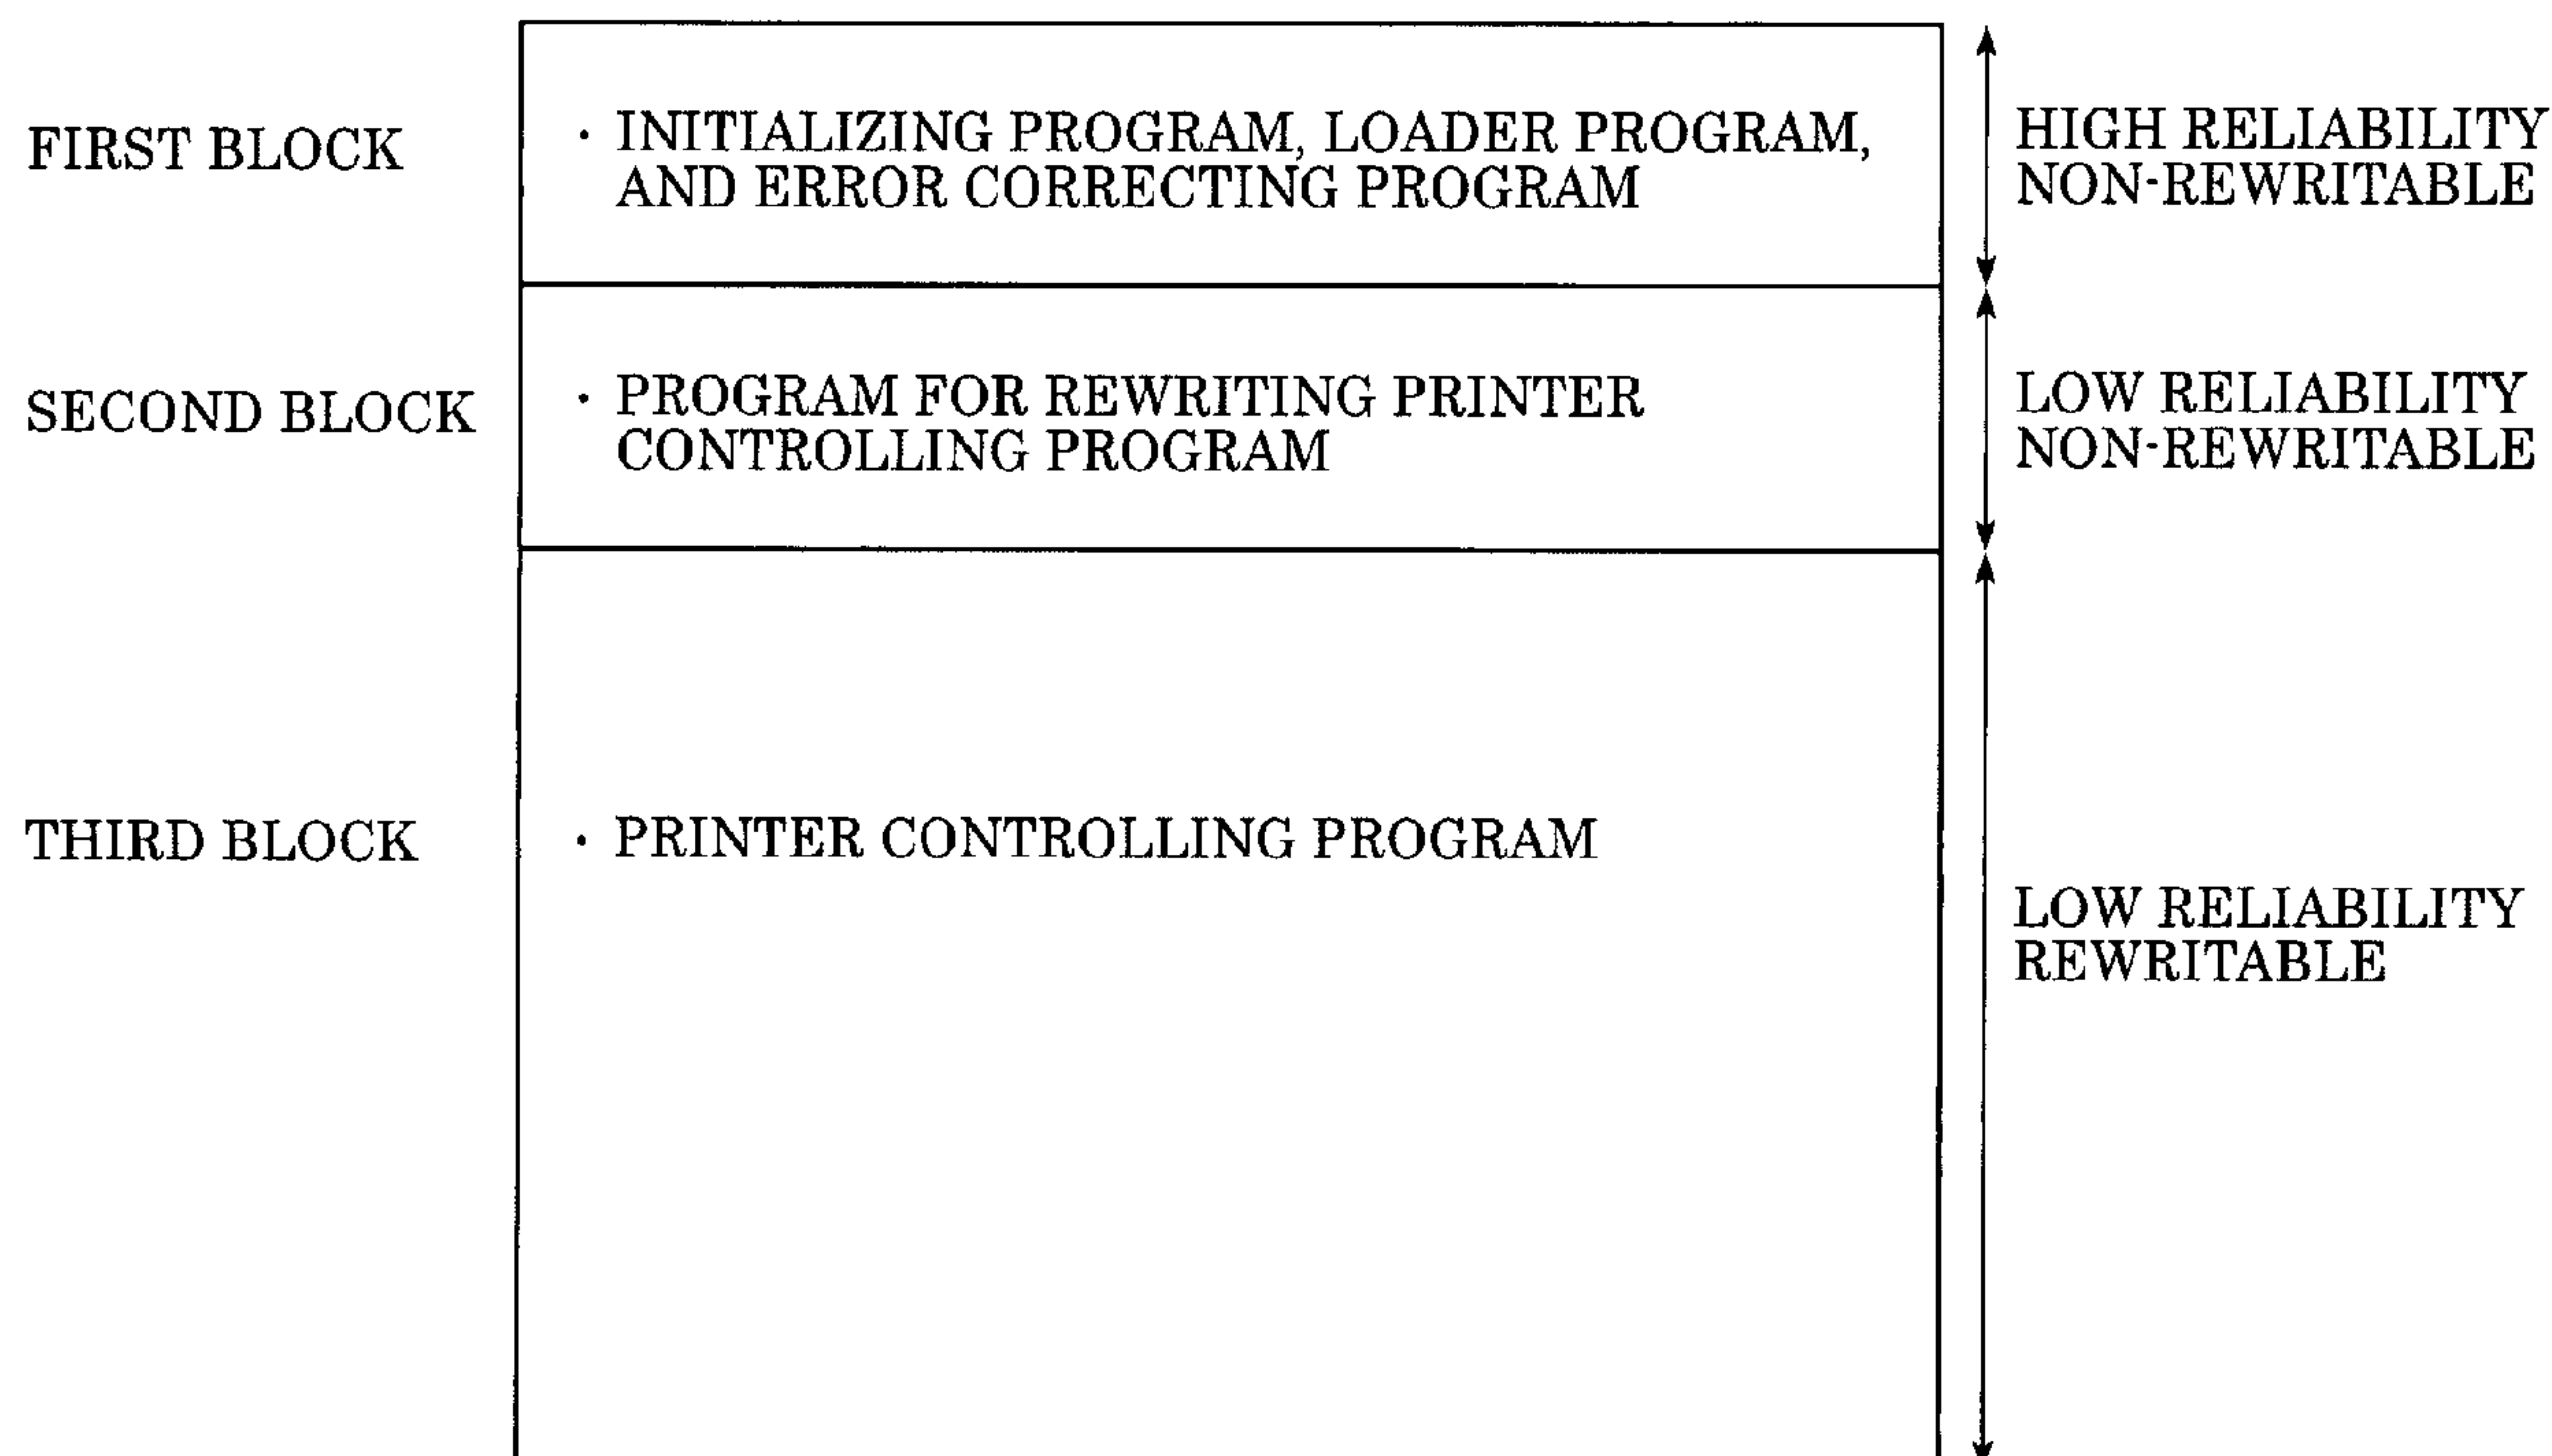 FIRST BLOCK
· INITIALIZING PROGRAM, LOADER PROGRAM,
AND ERROR CORRECTING PROGRAM
HIGH RELIABILITY
NON-REWRITABLE
SECOND BLOCK
· PROGRAM FOR REWRITING PRINTER
CONTROLLING PROGRAM
LOW RELIABILITY
NON-REWRITABLE
THIRD BLOCK
· PRINTER CONTROLLING PROGRAM
LOW RELIABILITY
REWRITABLE